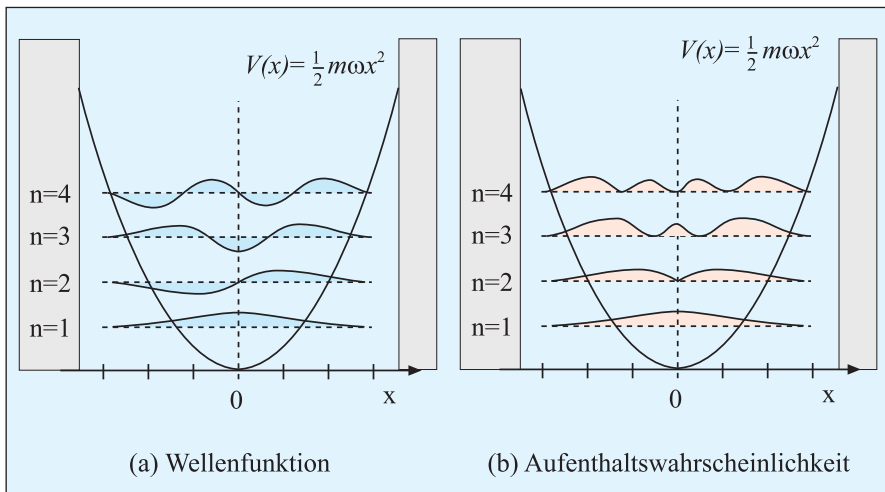 V(x)= 1/2 mωx²
n=4
n=3
n=2
n=1
0
x
(a) Wellenfunktion
V(x)= 1/2 mωx²
n=4
n=3
n=2
n=1
0
x
(b) Aufenthaltswahrscheinlichkeit